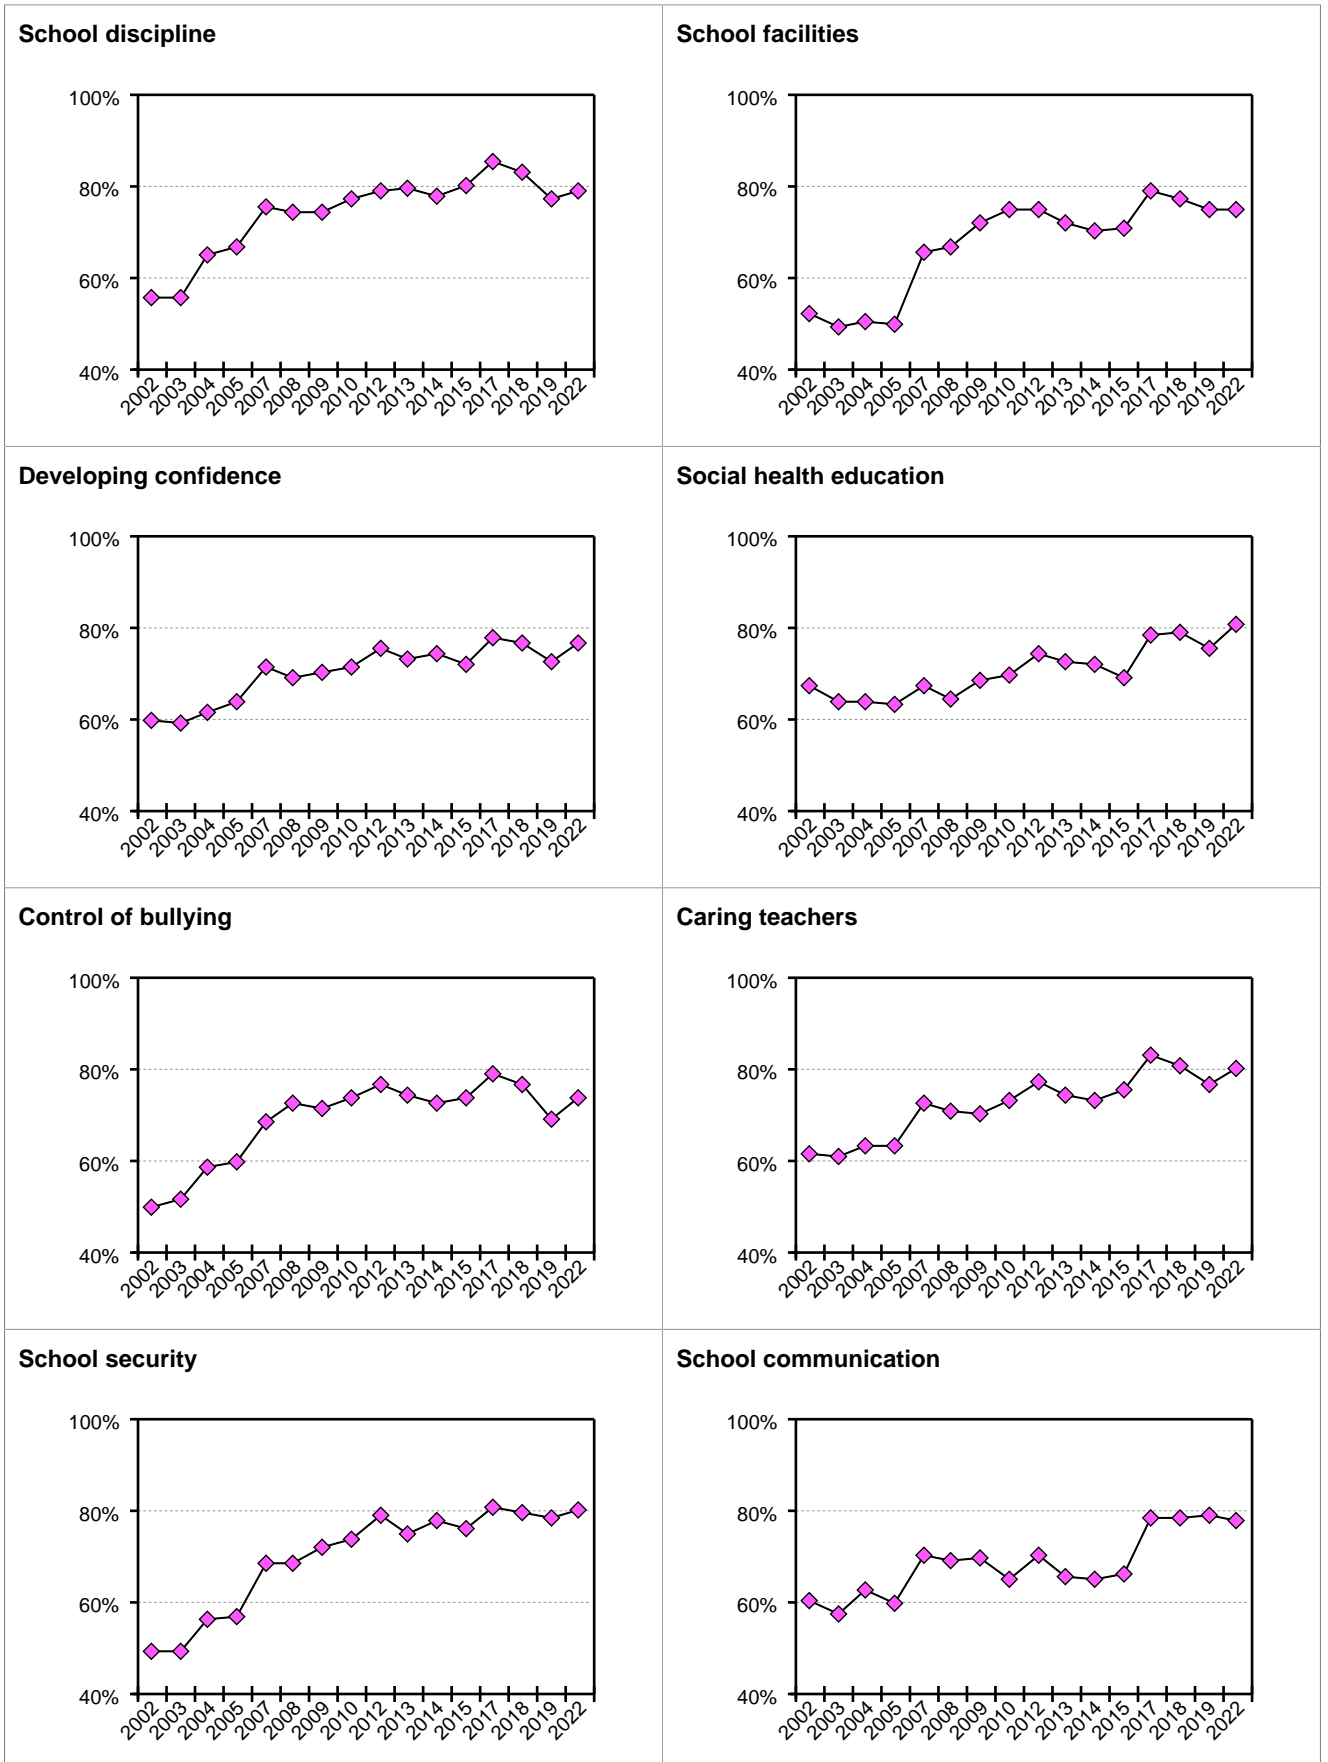 School discipline
100%
80%
60%
40%
2002 2003 2004 2005 2007 2008 2009 2010 2012 2013 2014 2015 2017 2018 2019 2022
School facilities
100%
80%
60%
40%
2002 2003 2004 2005 2007 2008 2009 2010 2012 2013 2014 2015 2017 2018 2019 2022
Developing confidence
100%
80%
60%
40%
2002 2003 2004 2005 2007 2008 2009 2010 2012 2013 2014 2015 2017 2018 2019 2022
Social health education
100%
80%
60%
40%
2002 2003 2004 2005 2007 2008 2009 2010 2012 2013 2014 2015 2017 2018 2019 2022
Control of bullying
100%
80%
60%
40%
2002 2003 2004 2005 2007 2008 2009 2010 2012 2013 2014 2015 2017 2018 2019 2022
Caring teachers
100%
80%
60%
40%
2002 2003 2004 2005 2007 2008 2009 2010 2012 2013 2014 2015 2017 2018 2019 2022
School security
100%
80%
60%
40%
2002 2003 2004 2005 2007 2008 2009 2010 2012 2013 2014 2015 2017 2018 2019 2022
School communication
100%
80%
60%
40%
2002 2003 2004 2005 2007 2008 2009 2010 2012 2013 2014 2015 2017 2018 2019 2022